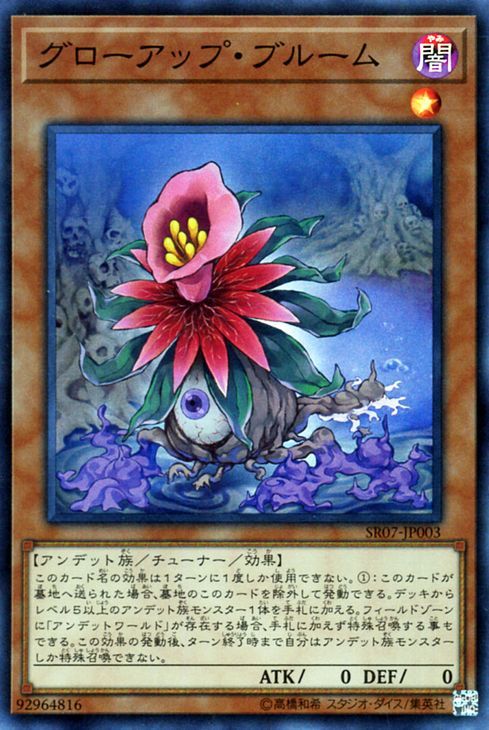 グローアップ・ブルーム
闇
SR07-JP003
【アンデット族/チューナー/効果】
このカード名の効果は1ターンに1度しか使用できない。①:このカードが
墓地へ送られた場合、墓地のこのカードを除外して発動できる。デッキから
レベル5以上のアンデット族モンスター1体を手札に加える。フィールドゾーン
に「アンデットワールド」が存在する場合、手札に加えず特殊召喚する事も
できる。この効果の発動後、ターン終了時まで自分はアンデット族モンスター
しか特殊召喚できない。
ATK/ 0 DEF/ 0
92964816 ©高橋和希 スタジオ・ダイス/集英社